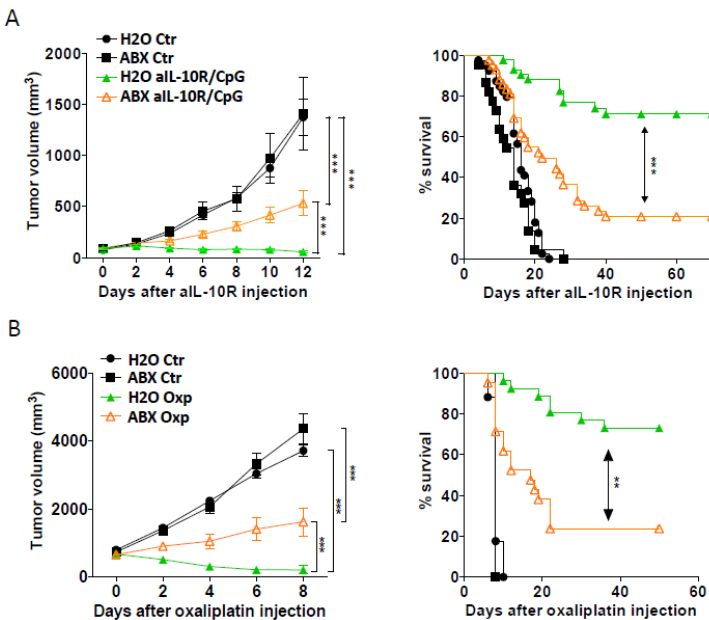 A
H2O Ctr
ABX Ctr
H2O aIL-10R/CpG
ABX aIL-10R/CpG
Tumor volume (mm3)
2000
1500
1000
500
0
0 2 4 6 8 10 12
Days after aIL-10R injection
***
***
***
% survival
100
80
60
40
20
0
0 20 40 60
Days after aIL-10R injection
***
B
H2O Ctr
ABX Ctr
H2O Oxp
ABX Oxp
Tumor volume (mm3)
6000
4000
2000
0
0 2 4 6 8
Days after oxaliplatin injection
***
***
***
% survival
100
80
60
40
20
0
0 20 40 60
Days after oxaliplatin injection
**